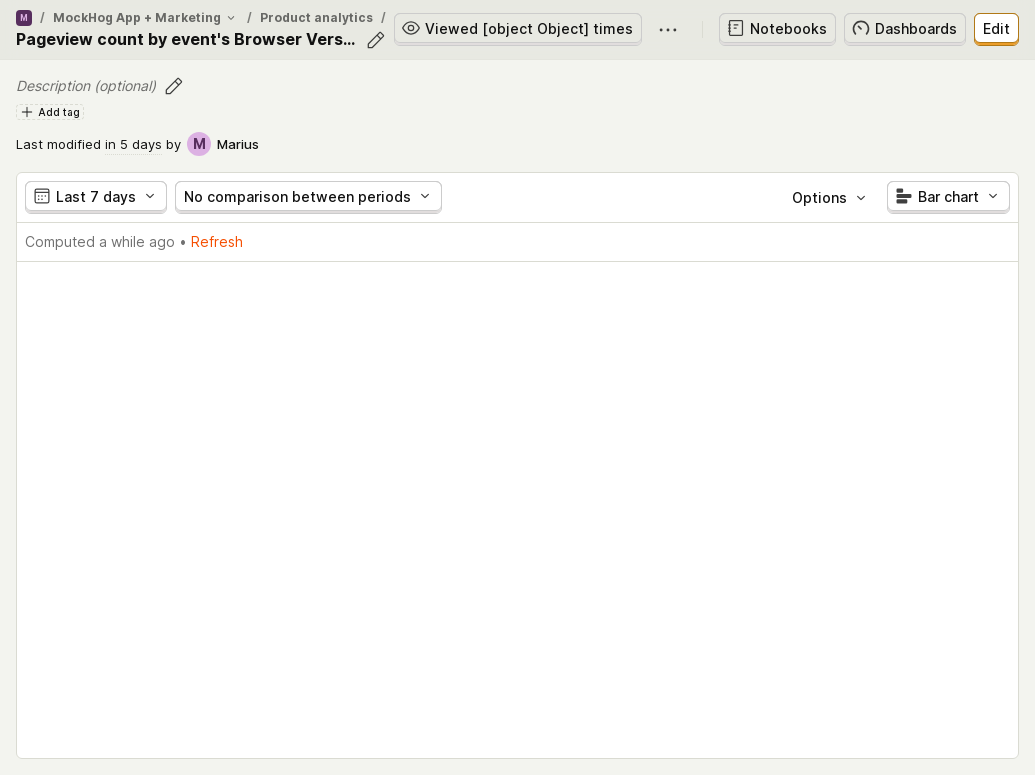 M / MockHog App + Marketing / Product analytics /
Pageview count by event's Browser Vers...
Viewed [object Object] times
Notebooks
Dashboards
Edit
Description (optional)
Add tag
Last modified in 5 days by M Marius
Last 7 days
No comparison between periods
Options
Bar chart
Computed a while ago • Refresh